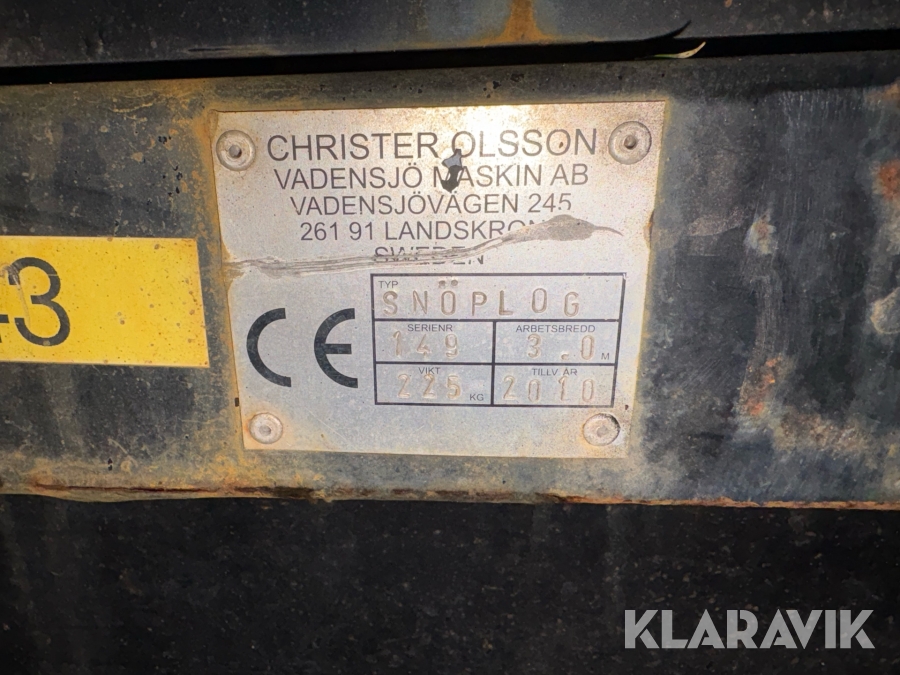 CHRISTER OLSSON
VADENSJÖ MASKIN AB
VADENSJÖVÄGEN 245
261 91 LANDSKRONA
SWEDEN
TYP
SNÖPLOG
SERIENR
149
ARBETSBREDD
3.0 M
VIKT
225 KG
TILLV. ÅR
2010
CE
43
KLARAVIK